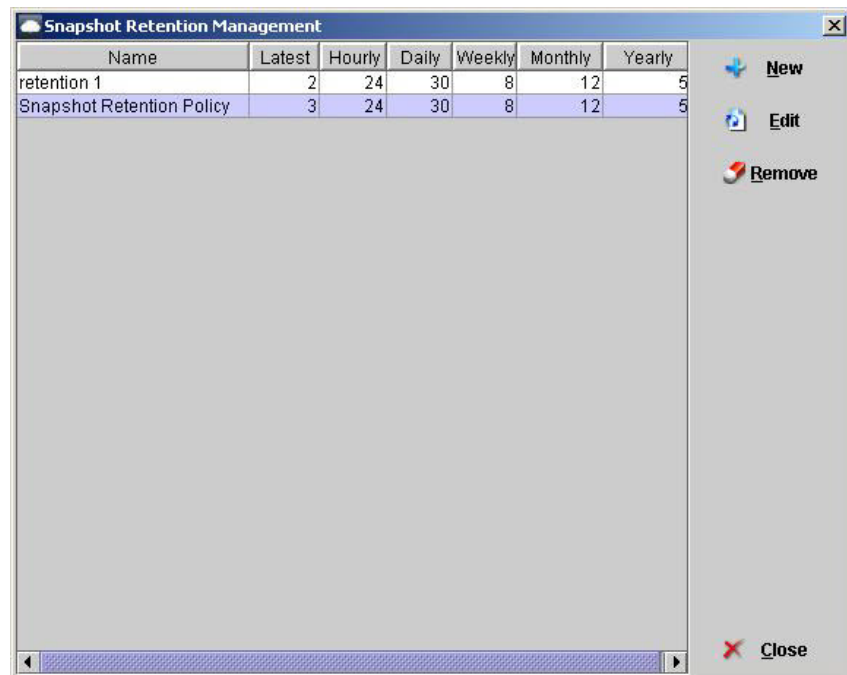 Snapshot Retention Management
Name Latest Hourly Daily Weekly Monthly Yearly
retention 1 2 24 30 8 12 5
Snapshot Retention Policy 3 24 30 8 12 5
New
Edit
Remove
Close